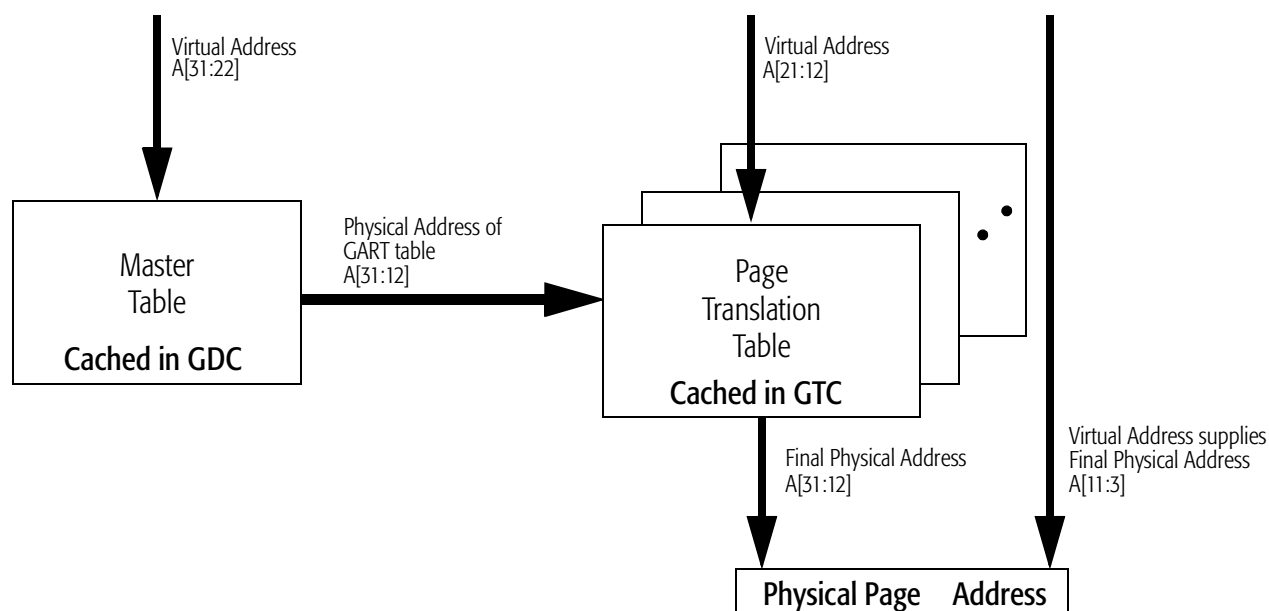 Virtual Address
A[31:22]
Virtual Address
A[21:12]
Master
Table
Cached in GDC
Physical Address of
GART table
A[31:12]
Page
Translation
Table
Cached in GTC
Final Physical Address
A[31:12]
Virtual Address supplies
Final Physical Address
A[11:3]
Physical Page Address